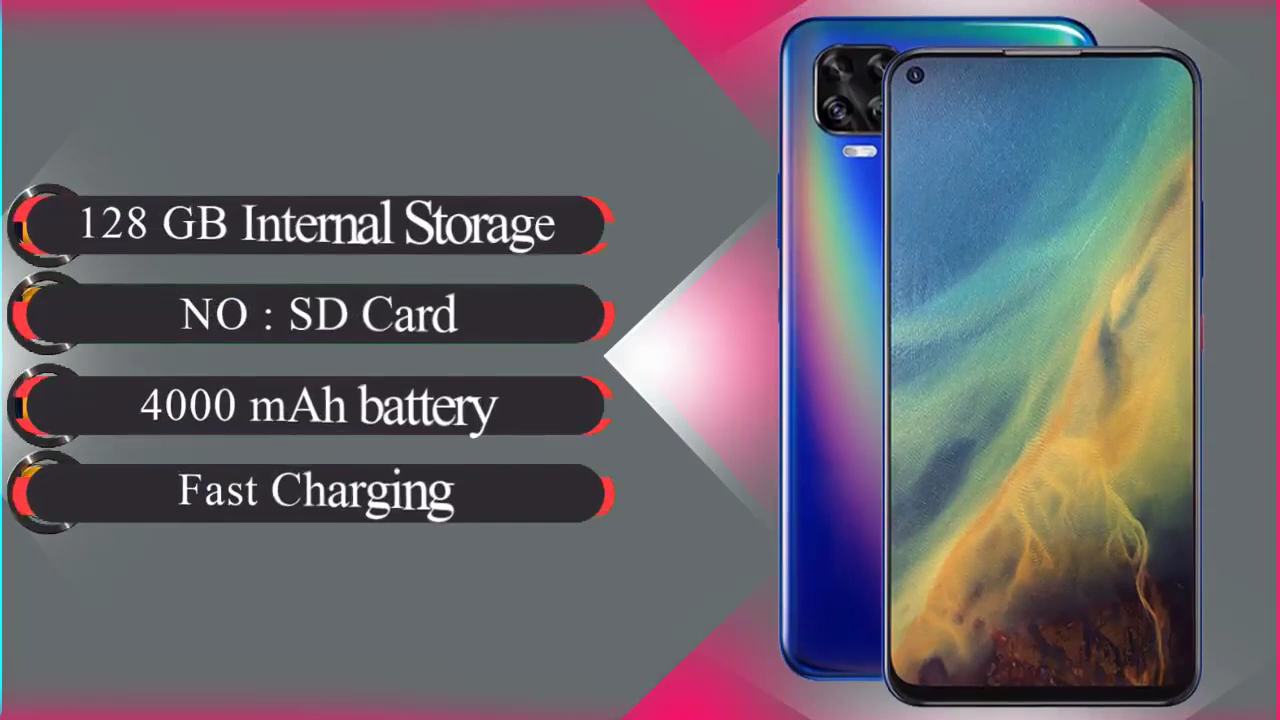 128 GB Internal Storage
NO : SD Card
4000 mAh battery
Fast Charging